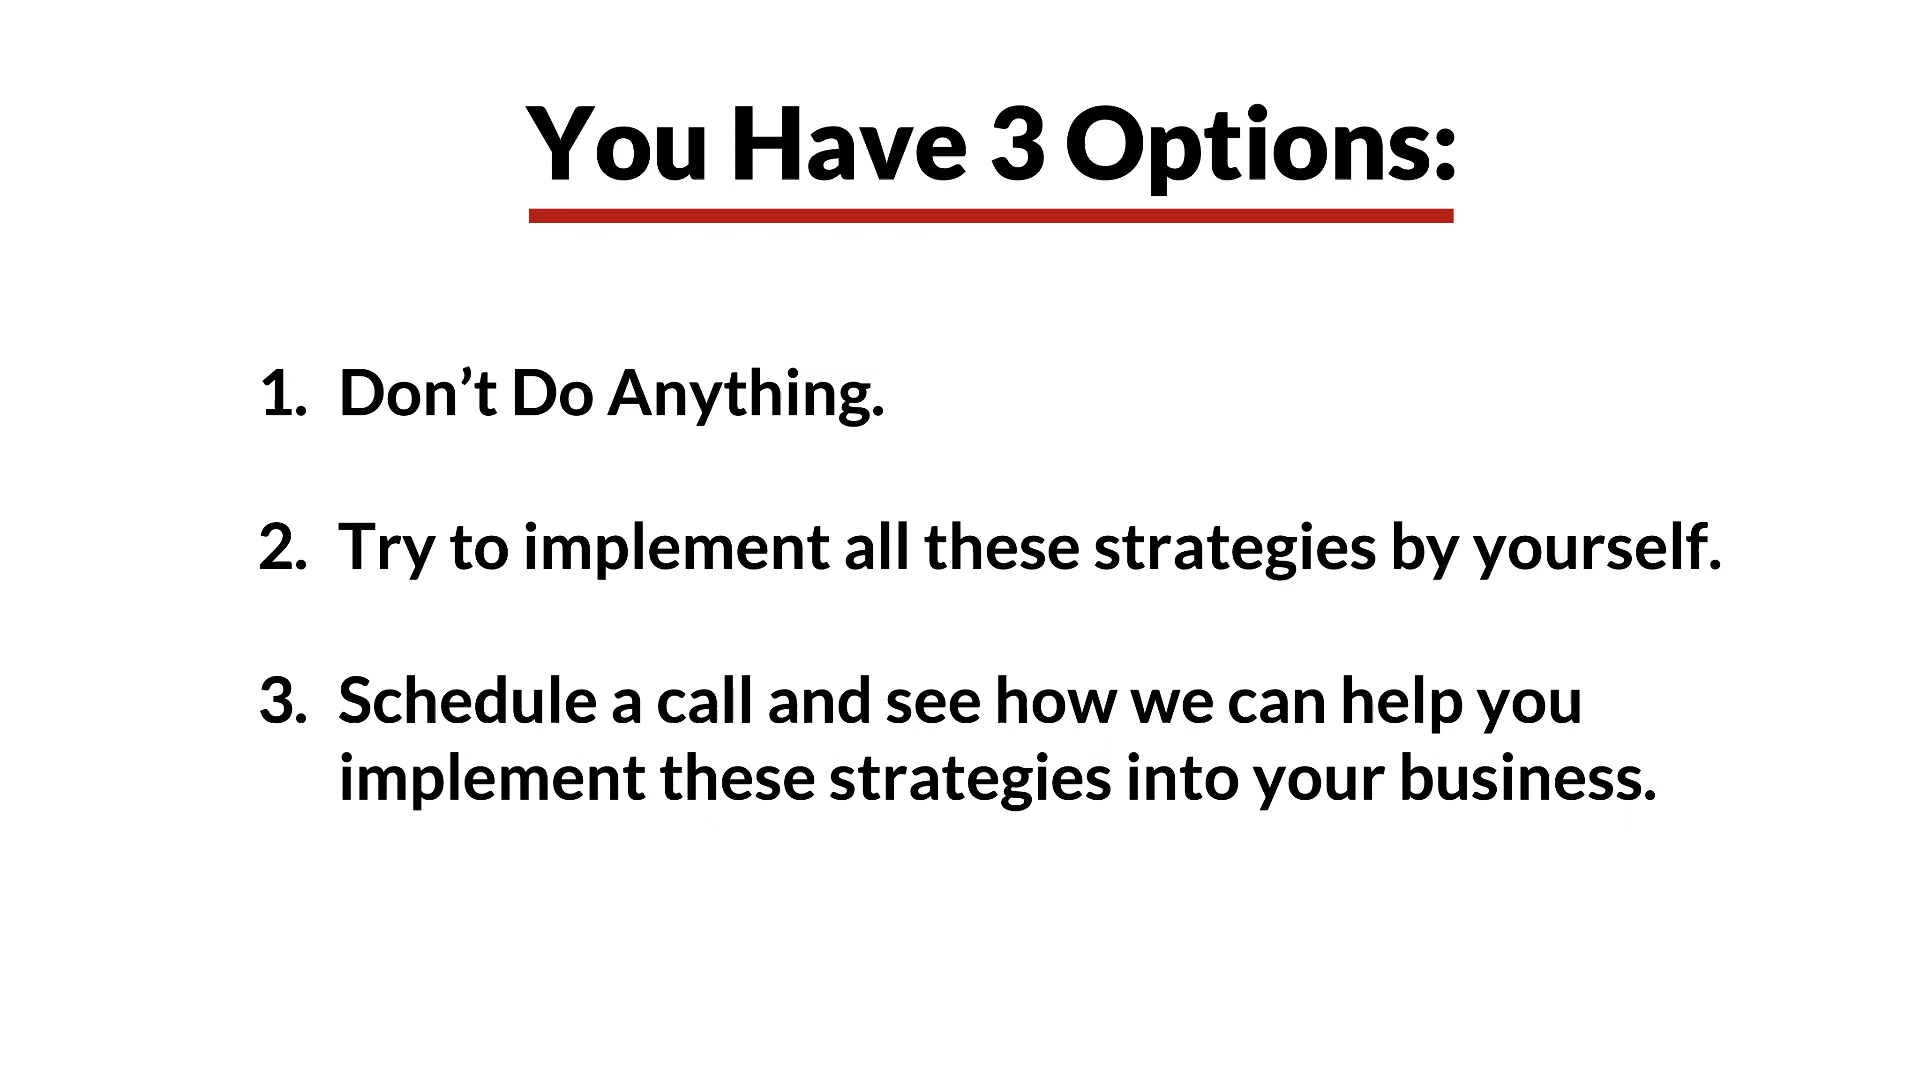 You Have 3 Options:
1. Don’t Do Anything.
2. Try to implement all these strategies by yourself.
3. Schedule a call and see how we can help you
implement these strategies into your business.